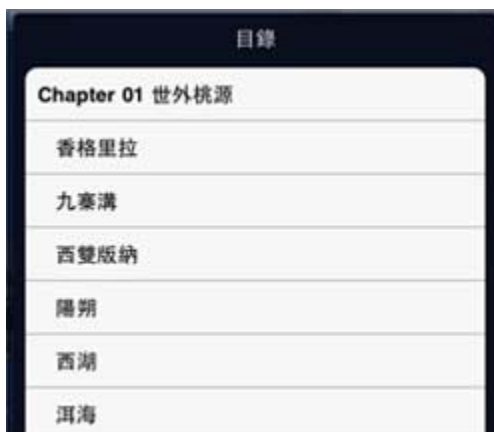 目錄
Chapter 01 世外桃源
香格里拉
九寨溝
西雙版納
陽朔
西湖
洱海